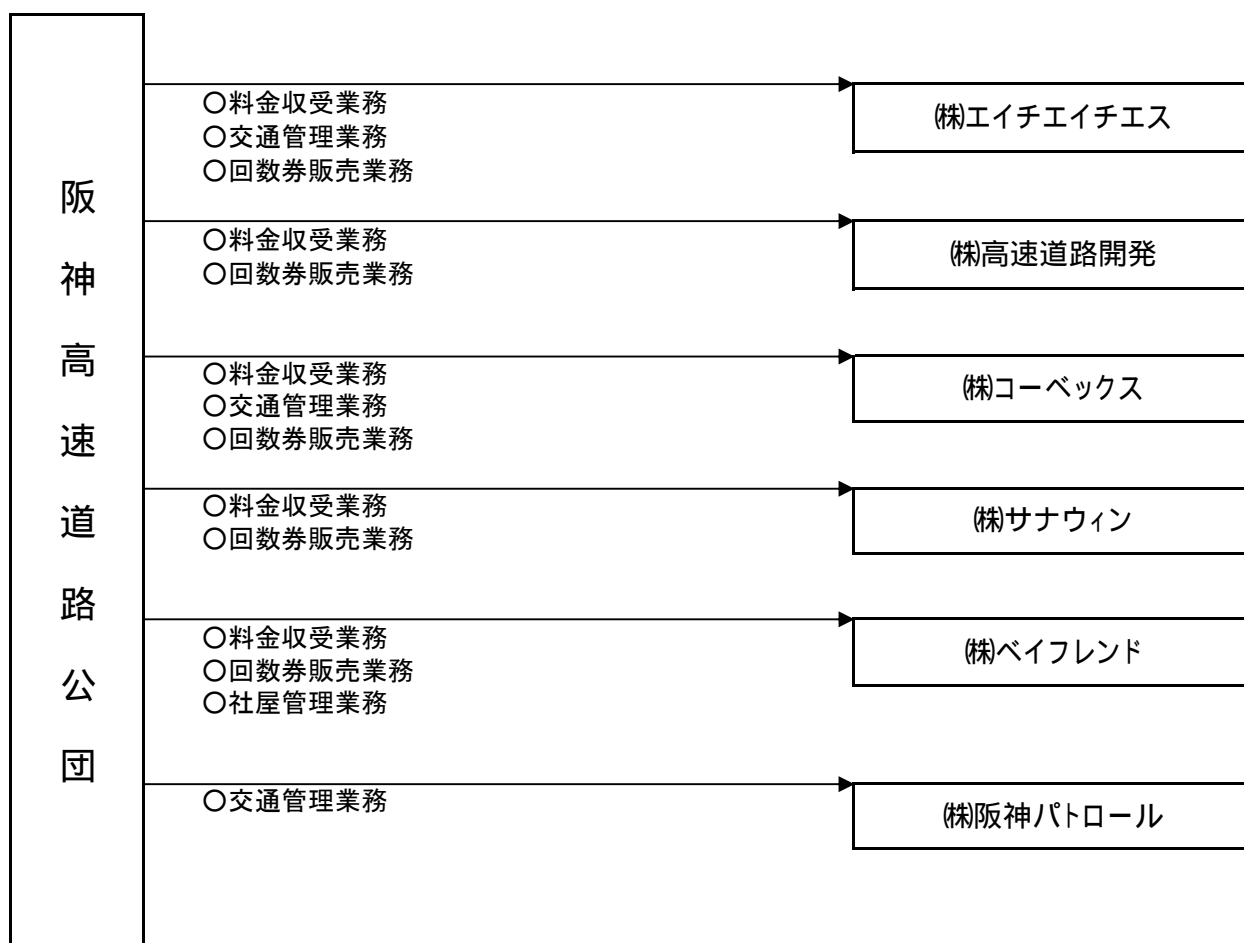 阪神高速道路公団
○料金収受業務
○交通管理業務
○回数券販売業務
㈱エイチエイチエス
○料金収受業務
○回数券販売業務
㈱高速道路開発
○料金収受業務
○交通管理業務
○回数券販売業務
㈱コーベックス
○料金収受業務
○回数券販売業務
㈱サナウィン
○料金収受業務
○回数券販売業務
○社屋管理業務
㈱ベイフレンド
○交通管理業務
㈱阪神パトロール